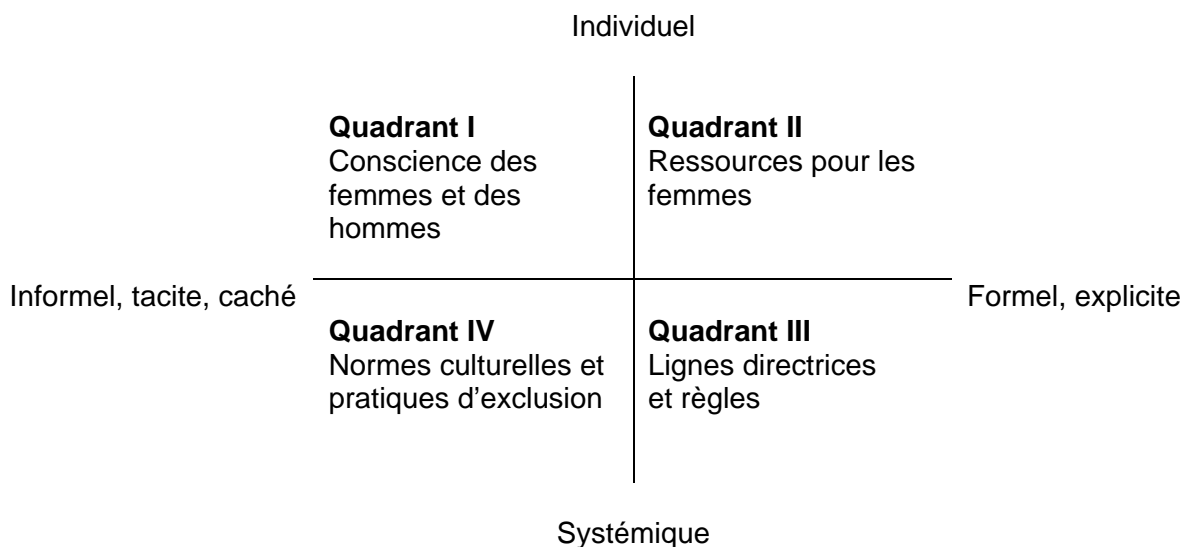 Individuel
Quadrant I
Conscience des
femmes et des
hommes
Quadrant II
Ressources pour les
femmes
Informel, tacite, caché
Formel, explicite
Quadrant IV
Normes culturelles et
pratiques d’exclusion
Quadrant III
Lignes directrices
et règles
Systémique